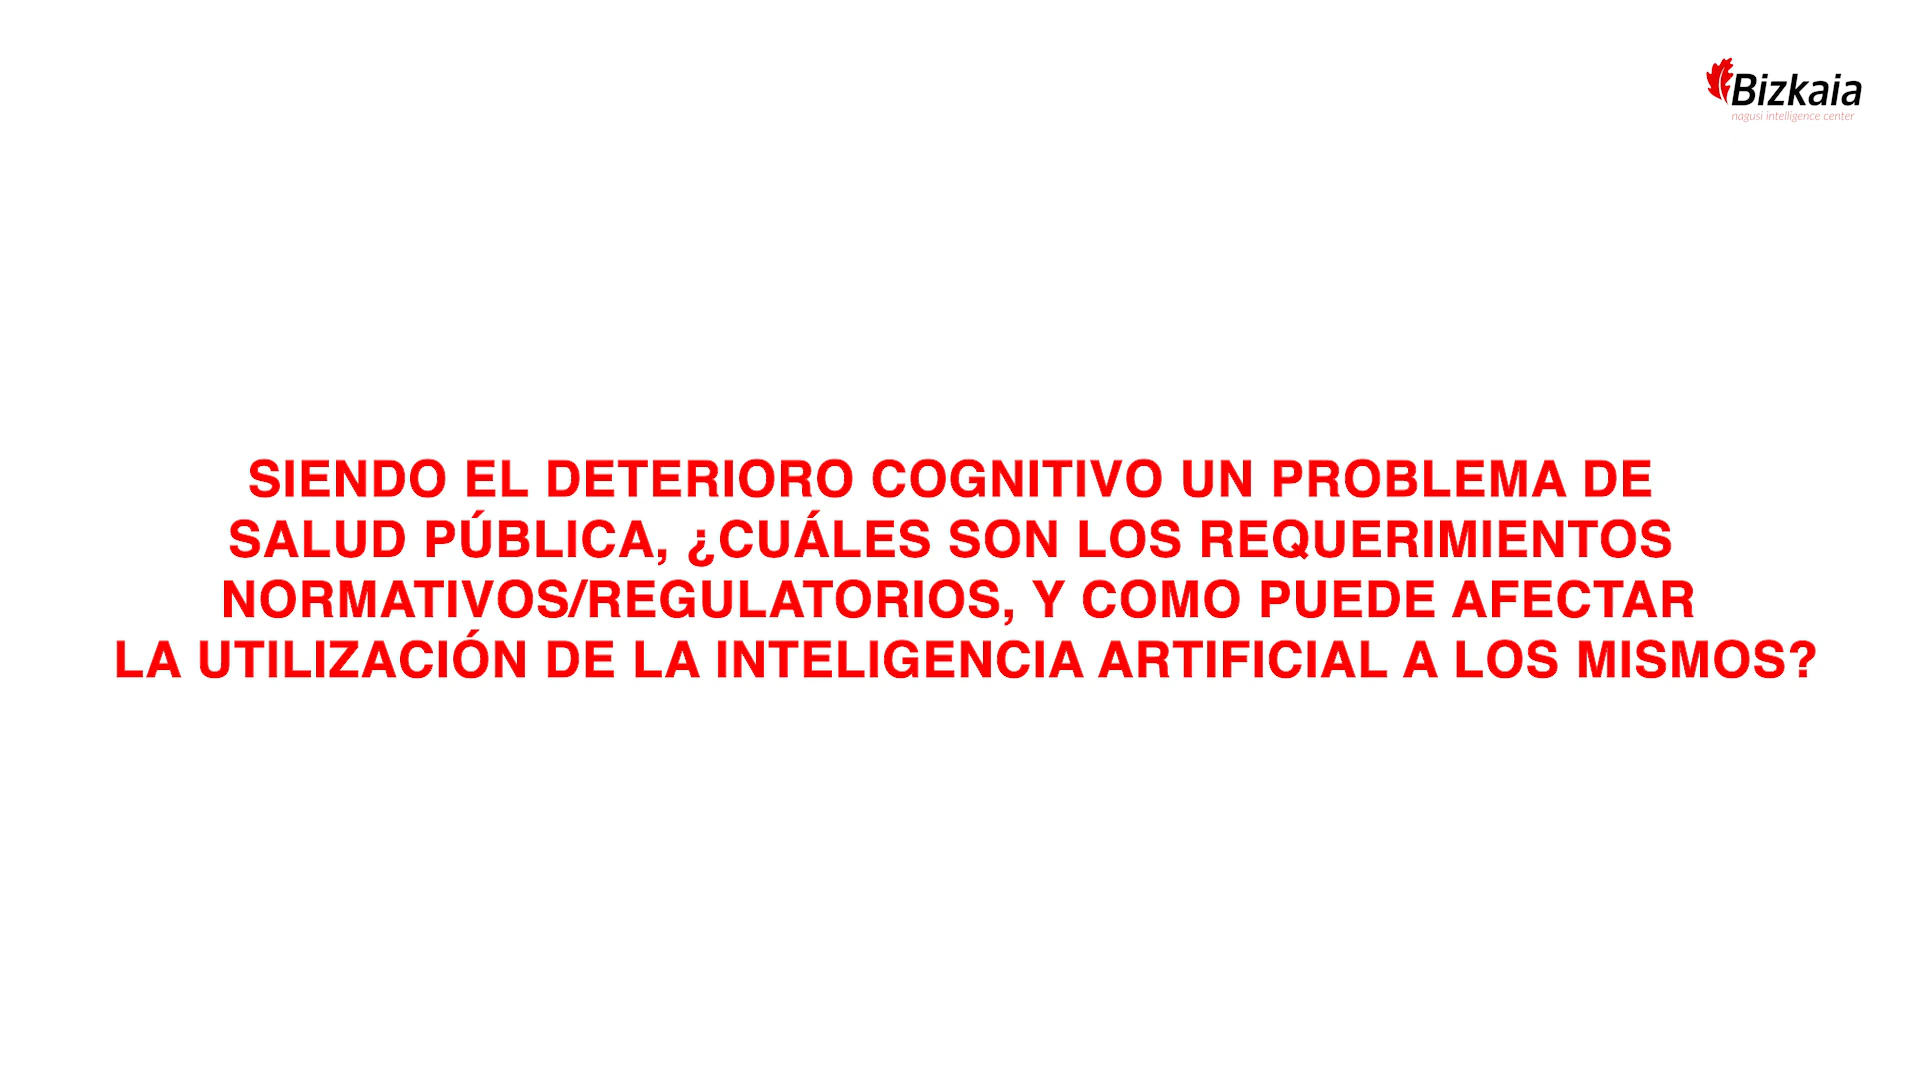 Bizkaia
nagusi intelligence center
SIENDO EL DETERIORO COGNITIVO UN PROBLEMA DE
SALUD PÚBLICA, ¿CUÁLES SON LOS REQUERIMIENTOS
NORMATIVOS/REGULATORIOS, Y COMO PUEDE AFECTAR
LA UTILIZACIÓN DE LA INTELIGENCIA ARTIFICIAL A LOS MISMOS?